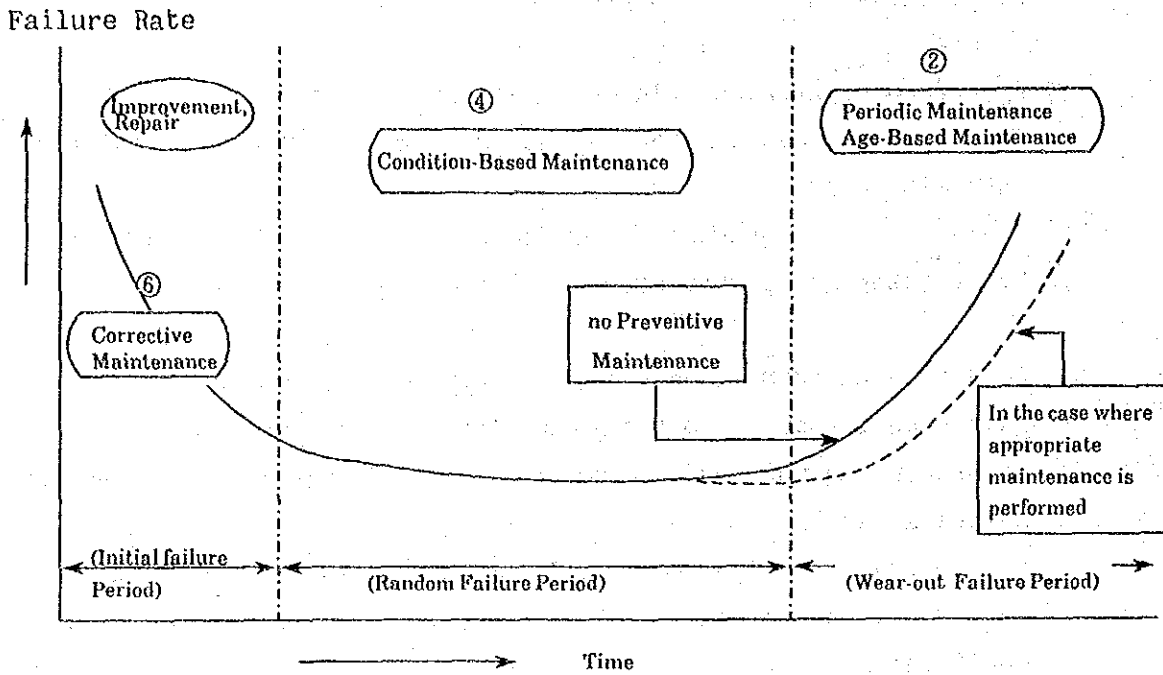 Failure Rate
Improvement,
Repair
④
Condition-Based Maintenance
②
Periodic Maintenance
Age-Based Maintenance
⑥
Corrective
Maintenance
no Preventive
Maintenance
In the case where
appropriate
maintenance is
performed
(Initial failure
Period)
(Random Failure Period)
(Wear-out Failure Period)
Time